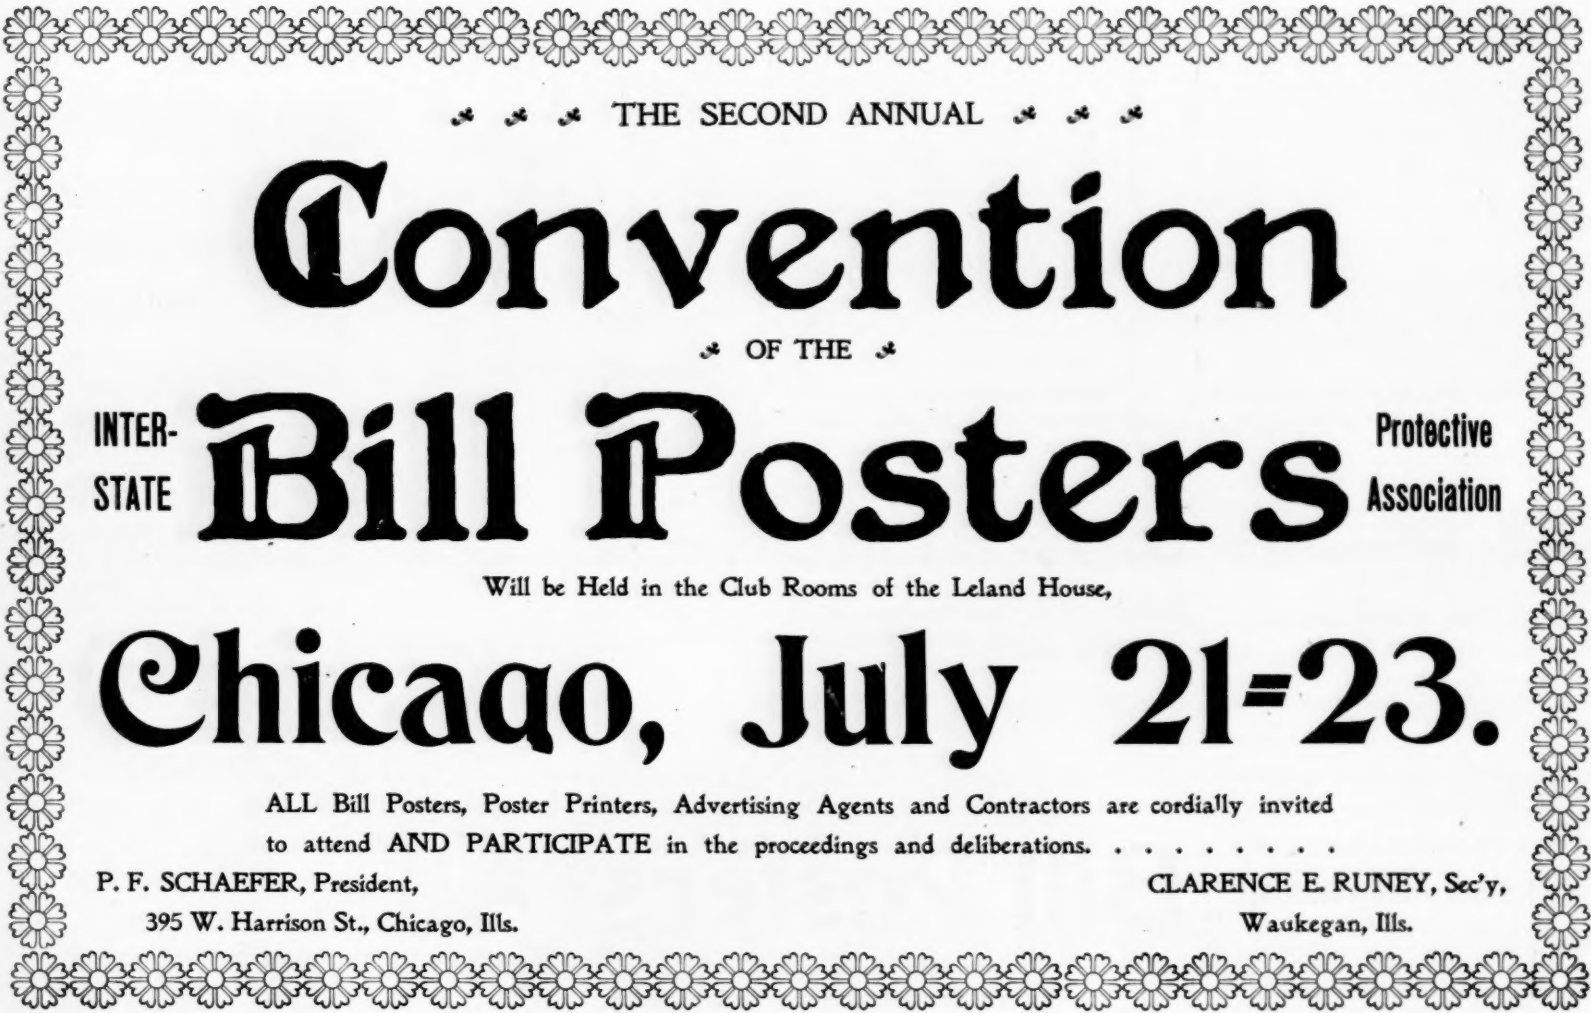 THE SECOND ANNUAL
Convention
OF THE
INTER-
STATE
Bill Posters
Protective
Association
Will be Held in the Club Rooms of the Leland House,
Chicago, July 21=23.
ALL Bill Posters, Poster Printers, Advertising Agents and Contractors are cordially invited
to attend AND PARTICIPATE in the proceedings and deliberations. . . . . . . . .
P. F. SCHAEFER, President,
395 W. Harrison St., Chicago, Ills.
CLARENCE E. RUNEY, Sec'y,
Waukegan, Ills.